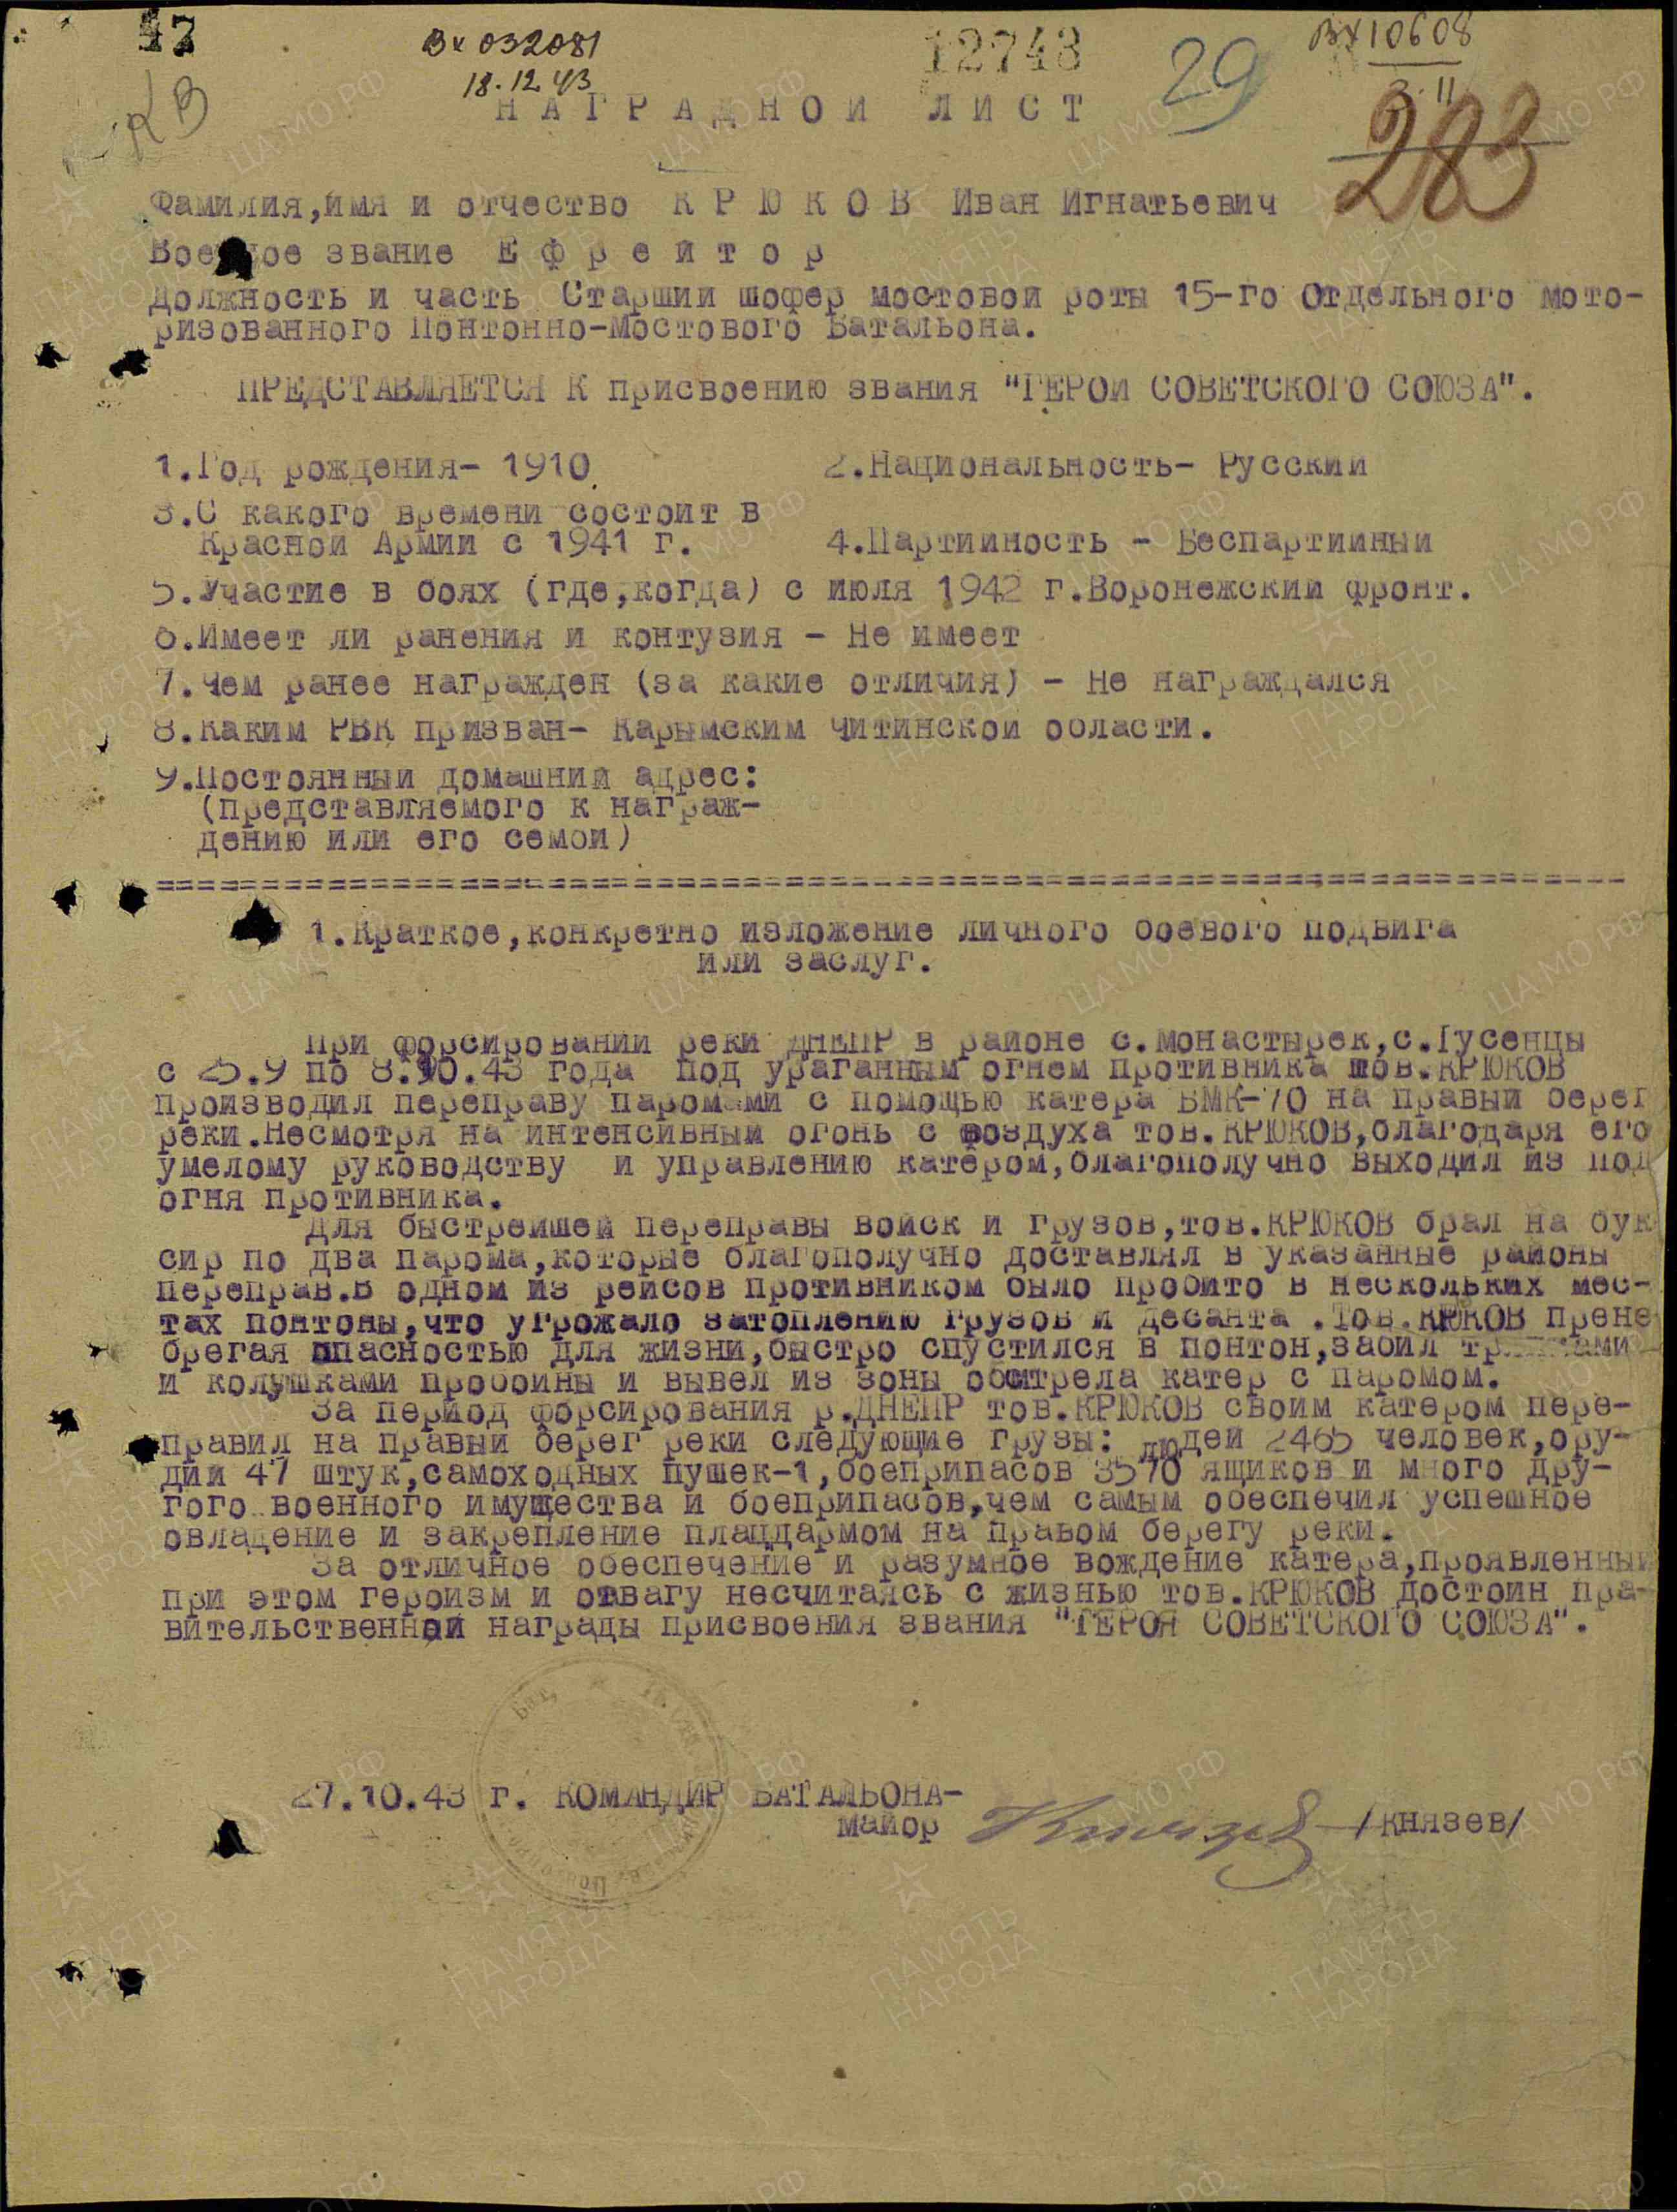 17
Вх 032081
18.12.43
12743
29
Вх 10608
3.11
283
КВ
НАГРАДНОЙ ЛИСТ
Фамилия,имя и отчество КРЮКОВ Иван Игнатьевич
Военное звание Ефрейтор
Должность и часть Старший шофер мостовой роты 15-го Отдельного мото-
ризованного Понтонно-Мостового Батальона.
ПРЕДСТАВЛЯЕТСЯ К присвоению звания "ГЕРОЙ СОВЕТСКОГО СОЮЗА".
1.Год рождения- 1910 2.Национальность- Русский
3.С какого времени состоит в
Красной Армии с 1941 г. 4.Партийность - Беспартийный
5.Участие в боях (где,когда) с июля 1942 г.Воронежский фронт.
6.Имеет ли ранения и контузия - Не имеет
7.Чем ранее награжден (за какие отличия) - Не награждался
8.Каким РВК призван- Карымским Читинской области.
9.Постоянный домашний адрес:
(представляемого к награж-
дению или его семьи)
1.Краткое,конкретно изложение личного боевого подвига
или заслуг.
При форсировании реки ДНЕПР в районе с.Монастырек,с.Гусенцы
с 25.9 по 8.10.43 года под ураганным огнем противника тов.КРЮКОВ
производил переправу паромами с помощью катера БМК-70 на правый берег
реки.Несмотря на интенсивный огонь с воздуха тов.КРЮКОВ,благодаря его
умелому руководству и управлению катером,благополучно выходил из под
огня противника.
Для быстрейшей переправы войск и грузов,тов.КРЮКОВ брал на бук
сир по два парома,которые благополучно доставлял в указанные районы
переправ.В одном из рейсов противником было пробито в нескольких мес-
тах понтоны,что угрожало затоплению грузов и десанта .Тов.КРЮКОВ прене
брегая опасностью для жизни,быстро спустился в понтон,забил
и колушками пробоины и вывел из зоны обстрела катер с паромом.
За период форсирования р.ДНЕПР тов.КРЮКОВ своим катером пере-
правил на правый берег реки следующие грузы: людей 2465 человек,ору-
дий 47 штук,самоходных пушек-1,боеприпасов 3570 ящиков и много дру-
гого военного имущества и боеприпасов,чем самым обеспечил успешное
овладение и закрепление плацдармом на правом берегу реки.
За отличное обеспечение и разумное вождение катера,проявленный
при этом героизм и отвагу несчитаясь с жизнью тов.КРЮКОВ достоин пра-
вительственной награды присвоения звания "ГЕРОЯ СОВЕТСКОГО СОЮЗА".
27.10.43 г. КОМАНДИР БАТАЛЬОНА-
майор Князев /КНЯЗЕВ/